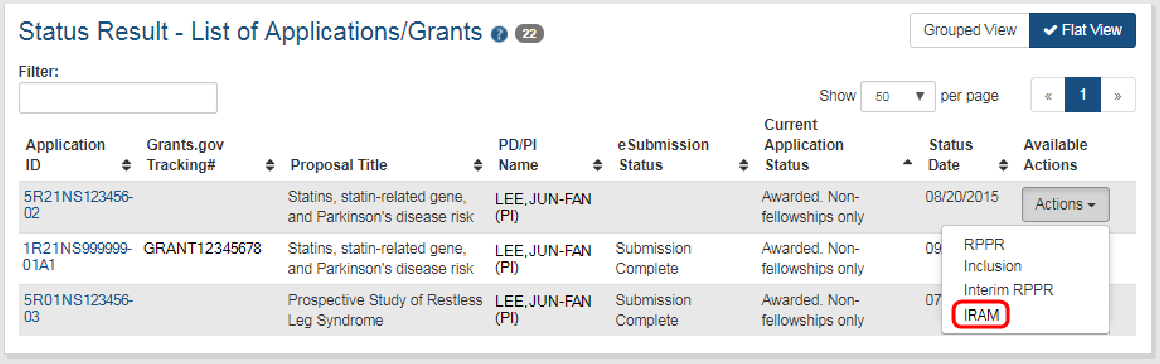 Status Result - List of Applications/Grants ? 22
Grouped View
Flat View
Filter:
Show 50 per page « 1 »
Application ID
Grants.gov Tracking#
Proposal Title
PD/PI Name
eSubmission Status
Current Application Status
Status Date
Available Actions
5R21NS123456-
02
Statins, statin-related gene,
and Parkinson's disease risk
LEE,JUN-FAN
(PI)
Awarded. Non-
fellowships only
08/20/2015
Actions
1R21NS999999-
01A1
GRANT12345678
Statins, statin-related gene,
and Parkinson's disease risk
LEE,JUN-FAN
(PI)
Submission
Complete
Awarded. Non-
fellowships only
09
5R01NS123456-
03
Prospective Study of Restless
Leg Syndrome
LEE,JUN-FAN
(PI)
Submission
Complete
Awarded. Non-
fellowships only
07
RPPR
Inclusion
Interim RPPR
IRAM